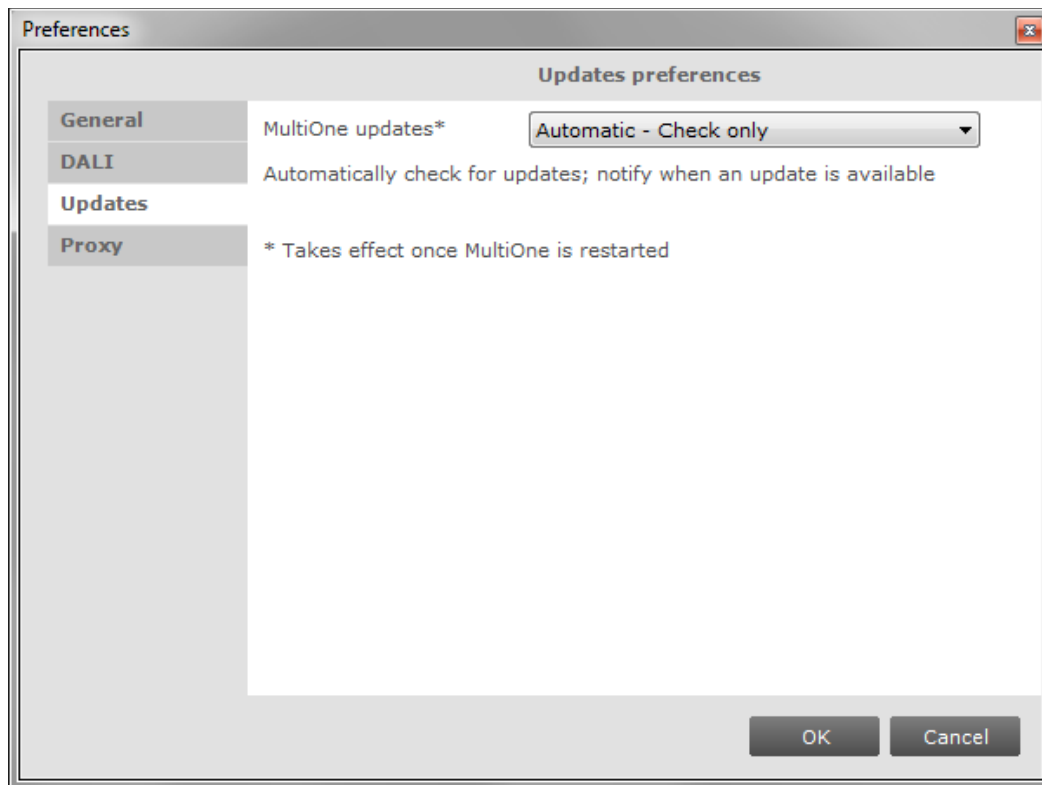 Preferences
Updates preferences
General
DALI
Updates
Proxy
MultiOne updates* Automatic - Check only
Automatically check for updates; notify when an update is available
* Takes effect once MultiOne is restarted
OK Cancel